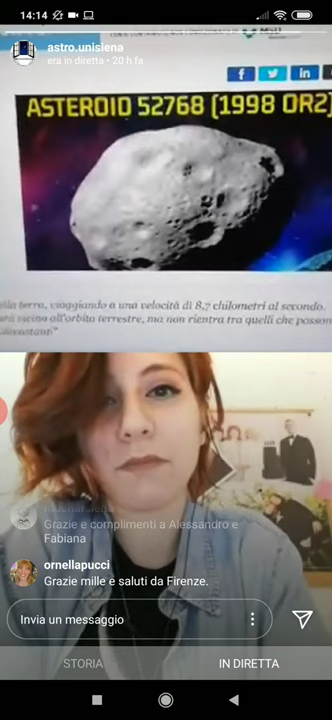 14:14
astro.unisiena
era in diretta • 20 h fa
ASTEROID 52768 (1998 OR2)
alla terra, viaggiando a una velocità di 8,7 chilometri al secondo.
vicino all'orbita terrestre, ma non rientra tra quelli che
Grazie e complimenti a Alessandro e
Fabiana
ornellapucci
Grazie mille e saluti da Firenze.
Invia un messaggio
STORIA
IN DIRETTA